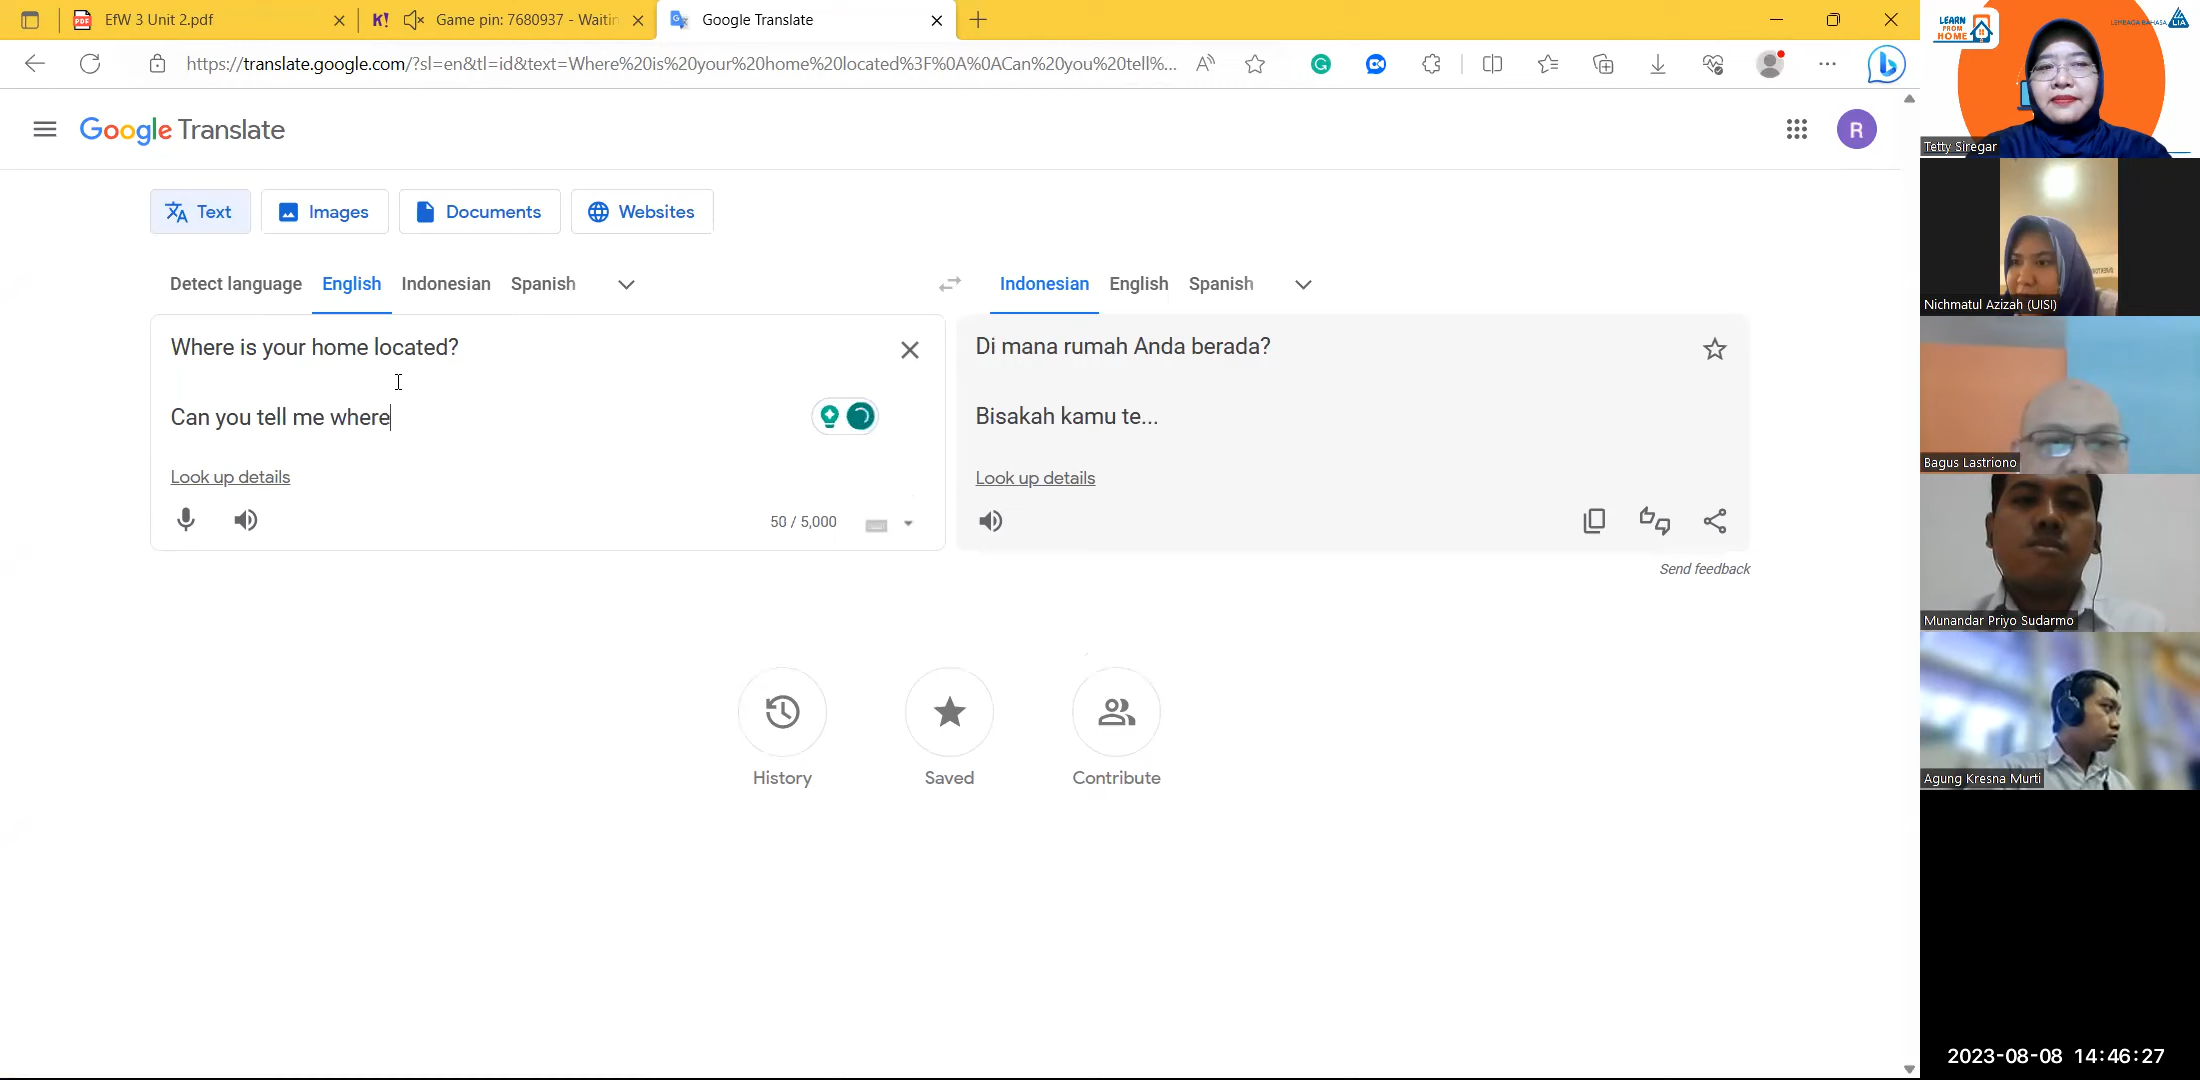 EfW 3 Unit 2.pdf
K! Game pin: 7680937 - Waitin
Google Translate
https://translate.google.com/?sl=en&tl=id&text=Where%20is%20your%20home%20located%3F%0A%0ACan%20you%20tell%...
Google Translate
R
Text
Images
Documents
Websites
Detect language English Indonesian Spanish
Indonesian English Spanish
Where is your home located?
Can you tell me where
Look up details
50 / 5,000
Di mana rumah Anda berada?
Bisakah kamu te...
Look up details
Send feedback
History
Saved
Contribute
LEARN
FROM
HOME
LEMBAGA BAHASA LIA
Tetty Siregar
Nichmatul Azizah (UISI)
Bagus Lastriono
Munandar Priyo Sudarmo
Agung Kresna Murti
2023-08-08 14:46:27